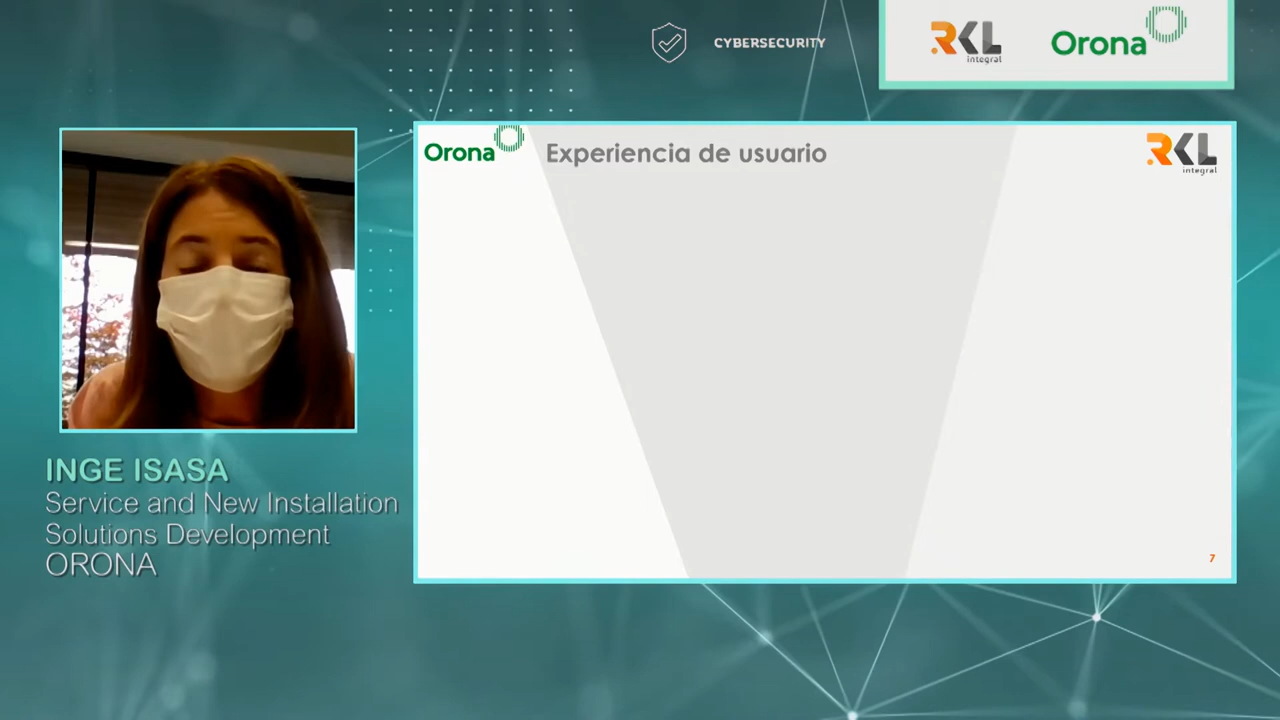 CYBERSECURITY
RKL
integral
Orona
Orona
Experiencia de usuario
RKL
integral
INGE ISASA
Service and New Installation
Solutions Development
ORONA
7